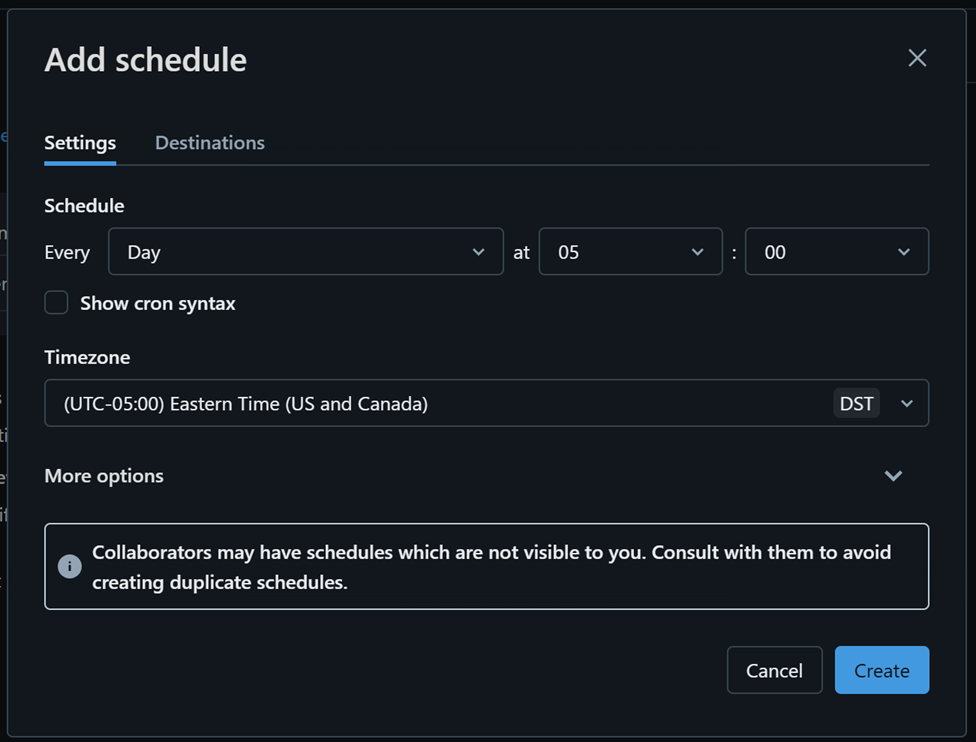 Add schedule
Settings Destinations
Schedule
Every Day at 05 : 00
Show cron syntax
Timezone
(UTC-05:00) Eastern Time (US and Canada) DST
More options
Collaborators may have schedules which are not visible to you. Consult with them to avoid
creating duplicate schedules.
Cancel Create